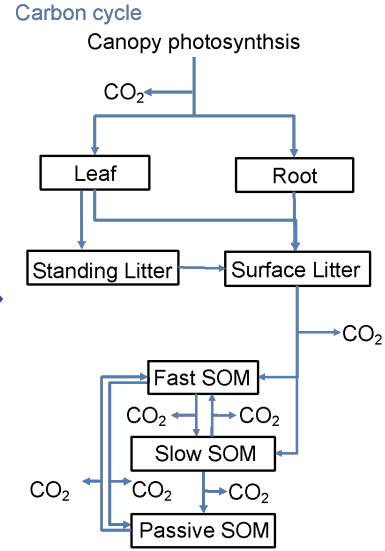 Carbon cycle
Canopy photosynthsis
CO2
Leaf
Root
Standing Litter
Surface Litter
CO2
Fast SOM
CO2
CO2
Slow SOM
CO2
CO2
CO2
Passive SOM